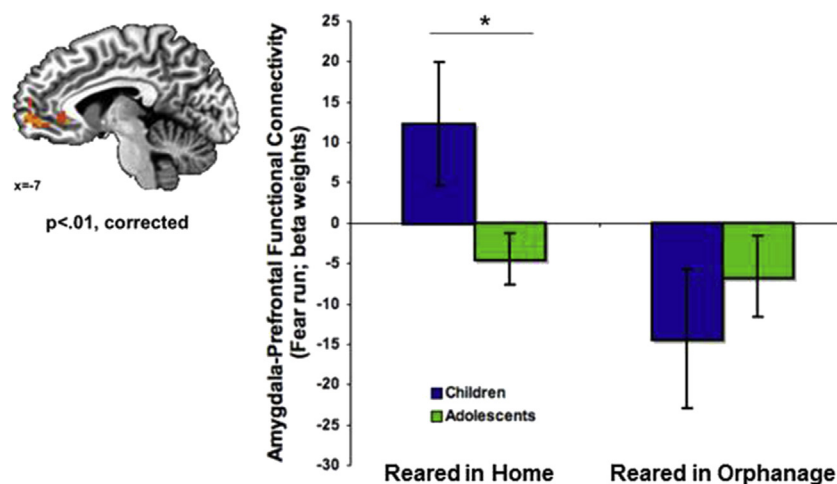 x=-7
p<.01, corrected
Amygdala-Prefrontal Functional Connectivity
(Fear run; beta weights)
25
20
15
10
5
0
-5
-10
-15
-20
-25
-30
*
Children
Adolescents
Reared in Home
Reared in Orphanage